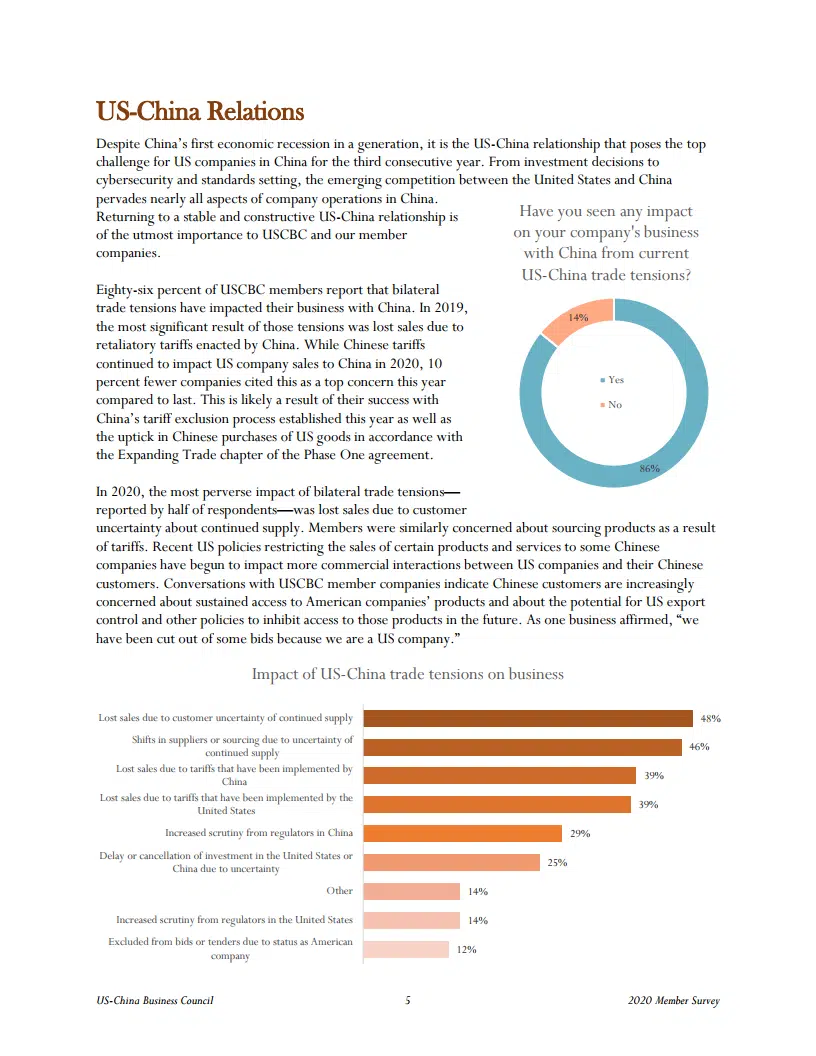 US-China Relations
Despite China's first economic recession in a generation, it is the US-China relationship that poses the top
challenge for US companies in China for the third consecutive year. From investment decisions to
cybersecurity and standards setting, the emerging competition between the United States and China
pervades nearly all aspects of company operations in China.
Returning to a stable and constructive US-China relationship is
of the utmost importance to USCBC and our member
companies.
Eighty-six percent of USCBC members report that bilateral
trade tensions have impacted their business with China. In 2019,
the most significant result of those tensions was lost sales due to
retaliatory tariffs enacted by China. While Chinese tariffs
continued to impact US company sales to China in 2020, 10
percent fewer companies cited this as a top concern this year
compared to last. This is likely a result of their success with
China's tariff exclusion process established this year as well as
the uptick in Chinese purchases of US goods in accordance with
the Expanding Trade chapter of the Phase One agreement.
Have you seen any impact
on your company's business
with China from current
US-China trade tensions?
14%
Yes
No
86%
In 2020, the most perverse impact of bilateral trade tensions—
reported by half of respondents—was lost sales due to customer
uncertainty about continued supply. Members were similarly concerned about sourcing products as a result
of tariffs. Recent US policies restricting the sales of certain products and services to some Chinese
companies have begun to impact more commercial interactions between US companies and their Chinese
customers. Conversations with USCBC member companies indicate Chinese customers are increasingly
concerned about sustained access to American companies' products and about the potential for US export
control and other policies to inhibit access to those products in the future. As one business affirmed, “we
have been cut out of some bids because we are a US company.”
Impact of US-China trade tensions on business
Lost sales due to customer uncertainty of continued supply 48%
Shifts in suppliers or sourcing due to uncertainty of
continued supply 46%
Lost sales due to tariffs that have been implemented by
China 39%
Lost sales due to tariffs that have been implemented by the
United States 39%
Increased scrutiny from regulators in China 29%
Delay or cancellation of investment in the United States or
China due to uncertainty 25%
Other 14%
Increased scrutiny from regulators in the United States 14%
Excluded from bids or tenders due to status as American
company 12%
US-China Business Council 5 2020 Member Survey